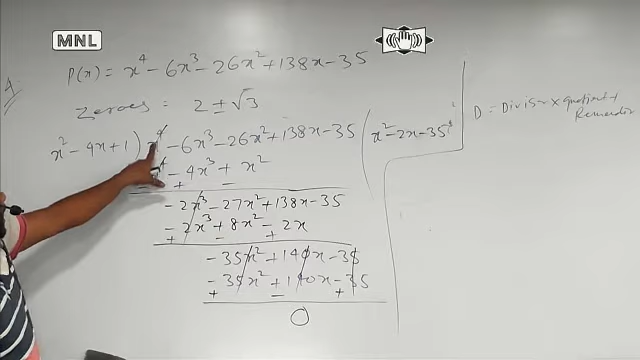 MNL
4.
P(x) = x⁴ - 6x³ - 26x² + 138x - 35
Zeroes = 2 ± √3
x² - 4x + 1 ) x⁴ - 6x³ - 26x² + 138x - 35 ( x² - 2x - 35
x⁴ - 4x³ + x²
+ -
- 2x³ - 27x² + 138x - 35
- 2x³ + 8x² - 2x
+ - +
- 35x² + 140x - 35
- 35x² + 140x - 35
+ - +
0
D = Divisor × quotient +
Remainder